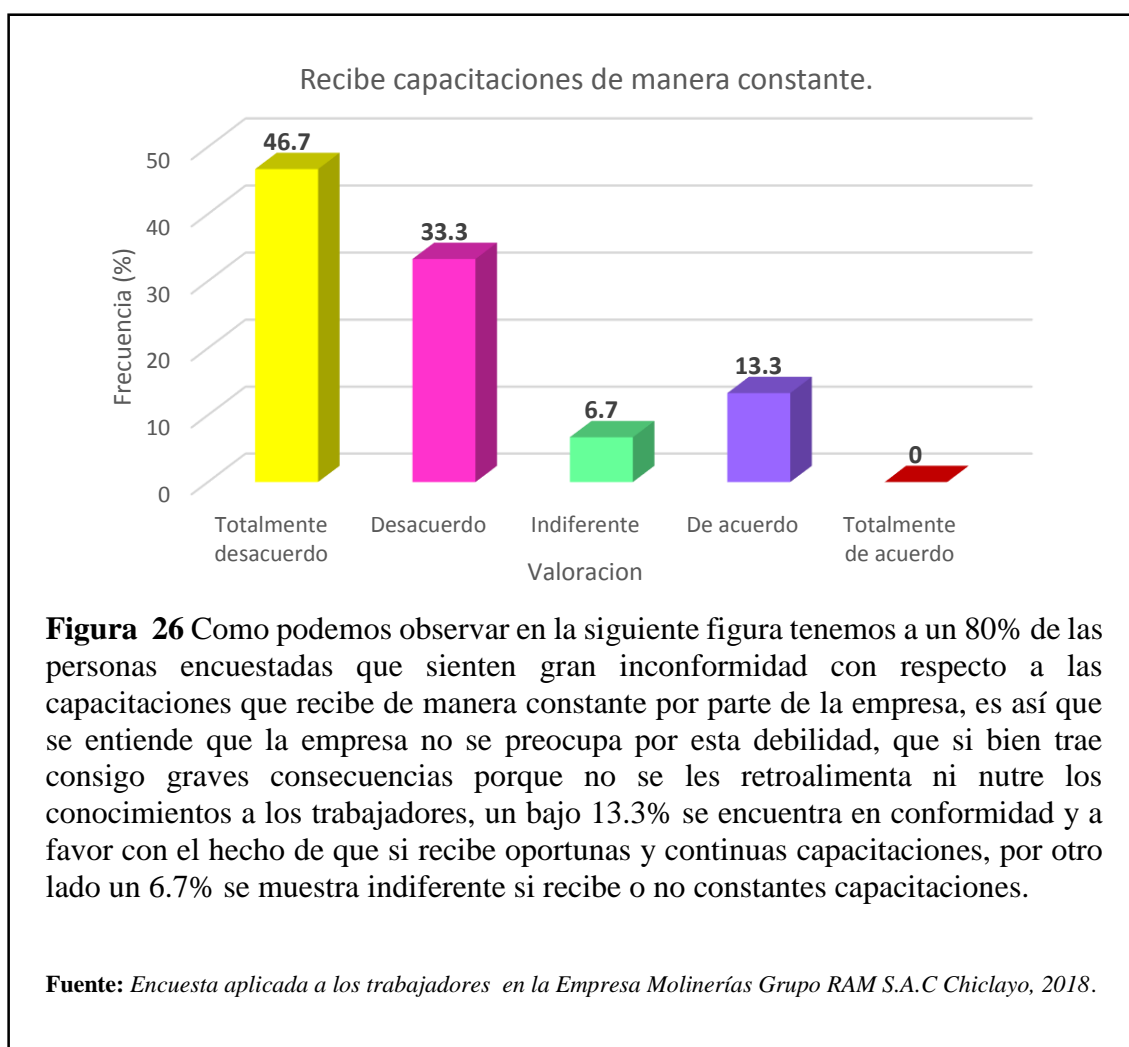 Recibe capacitaciones de manera constante.
46.7
33.3
6.7
13.3
0
50
40
30
20
10
0
Frecuencia (%)
Totalmente
desacuerdo
Desacuerdo
Indiferente
De acuerdo
Totalmente
de acuerdo
Valoracion
Figura 26 Como podemos observar en la siguiente figura tenemos a un 80% de las
personas encuestadas que sienten gran inconformidad con respecto a las
capacitaciones que recibe de manera constante por parte de la empresa, es así que
se entiende que la empresa no se preocupa por esta debilidad, que si bien trae
consigo graves consecuencias porque no se les retroalimenta ni nutre los
conocimientos a los trabajadores, un bajo 13.3% se encuentra en conformidad y a
favor con el hecho de que si recibe oportunas y continuas capacitaciones, por otro
lado un 6.7% se muestra indiferente si recibe o no constantes capacitaciones.
Fuente: Encuesta aplicada a los trabajadores en la Empresa Molinerías Grupo RAM S.A.C Chiclayo, 2018.